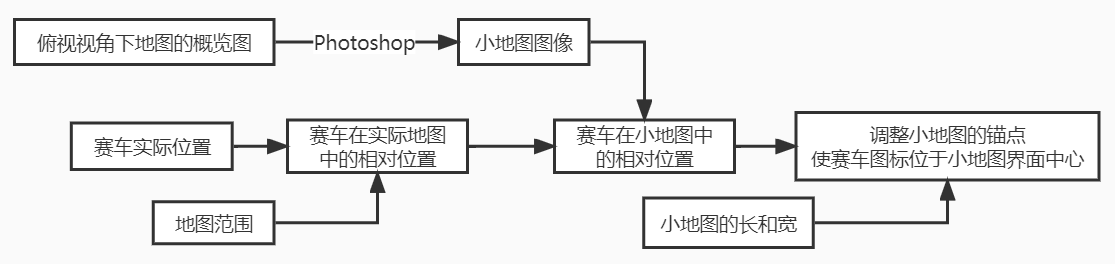 俯视视角下地图的概览图
Photoshop
小地图图像
赛车实际位置
赛车在实际地图
中的相对位置
赛车在小地图中
的相对位置
调整小地图的锚点
使赛车图标位于小地图界面中心
地图范围
小地图的长和宽